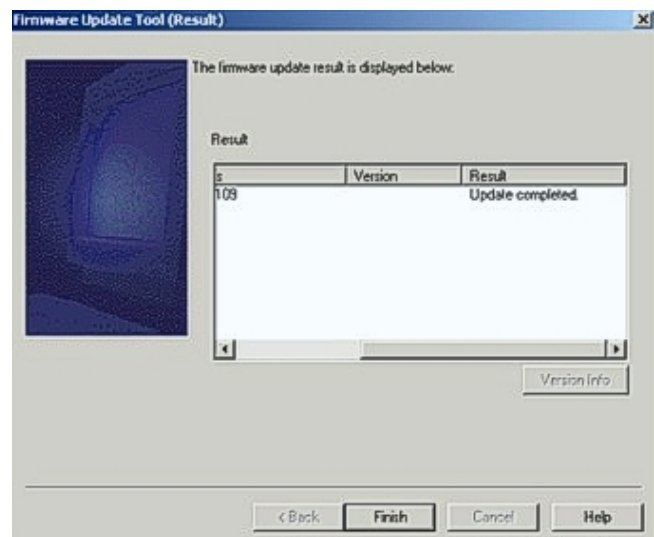 Firmware Update Tool (Result)
The firmware update result is displayed below:
Result
s Version Result
109 Update completed.
Version Info
< Back Finish Cancel Help